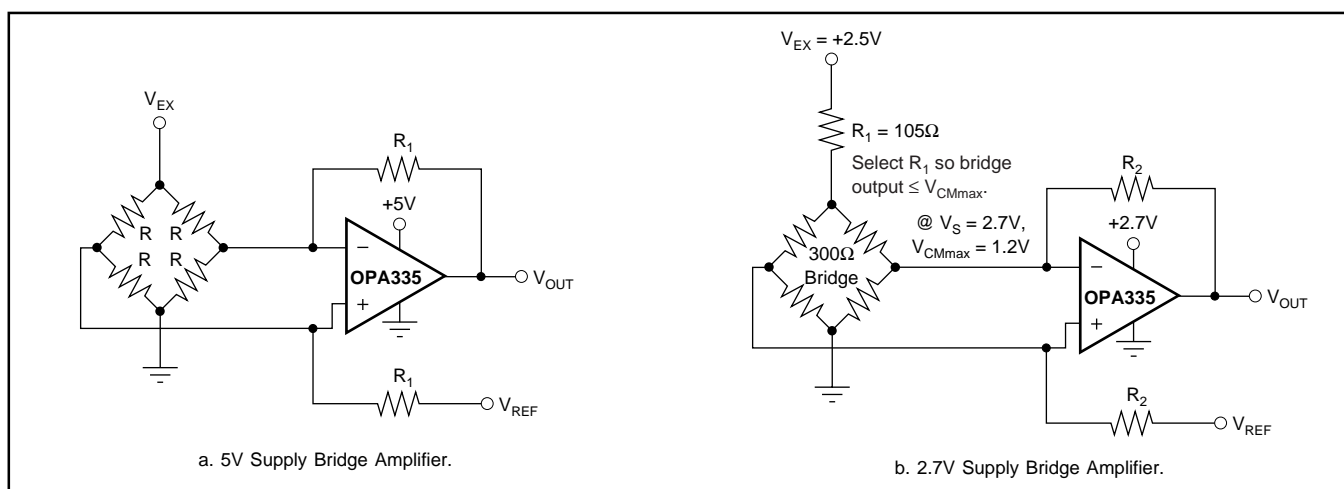 V_EX
R_1
+5V
R R
R R
−
OPA335
+
V_OUT
R_1
V_REF
a. 5V Supply Bridge Amplifier.
V_EX = +2.5V
R_1 = 105Ω
Select R_1 so bridge
output ≤ V_CMmax.
@ V_S = 2.7V,
V_CMmax = 1.2V
R_2
+2.7V
300Ω
Bridge
−
OPA335
+
V_OUT
R_2
V_REF
b. 2.7V Supply Bridge Amplifier.